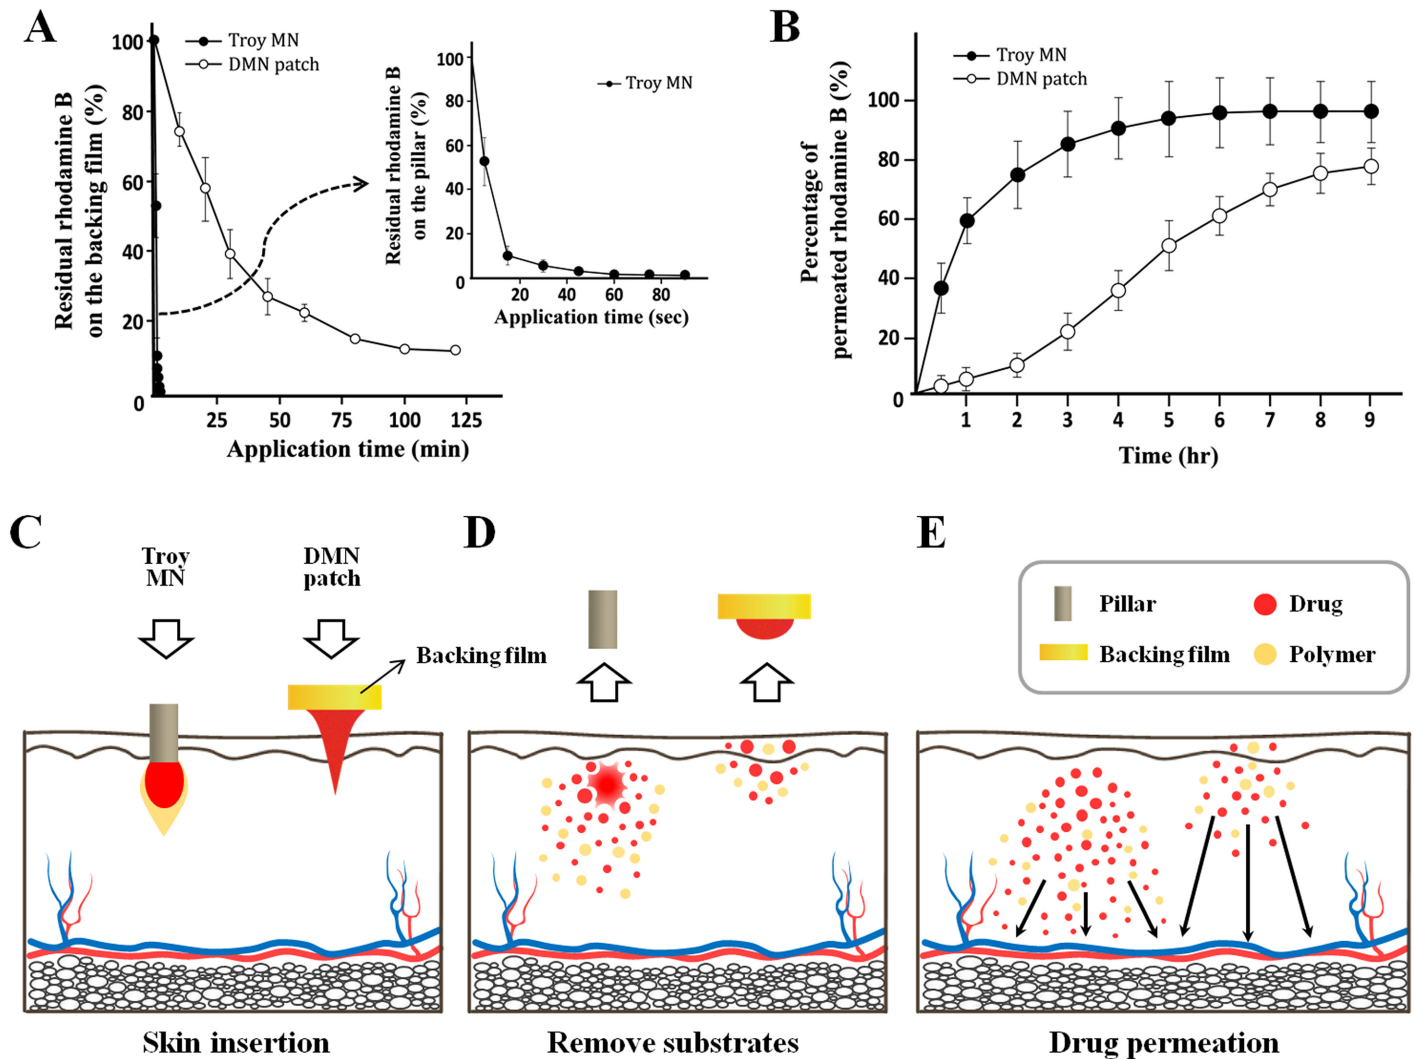 A
Troy MN
DMN patch
Residual rhodamine B
on the backing film (%)
100
80
60
40
20
0
25
50
75
100
125
Application time (min)
Residual rhodamine B
on the pillar (%)
Troy MN
100
80
60
40
20
0
20
40
60
80
Application time (sec)
B
Troy MN
DMN patch
Percentage of
permeated rhodamine B (%)
100
80
60
40
20
0
1
2
3
4
5
6
7
8
9
Time (hr)
C
Troy
MN
DMN
patch
Backing film
Skin insertion
D
Remove substrates
E
Pillar
Drug
Backing film
Polymer
Drug permeation